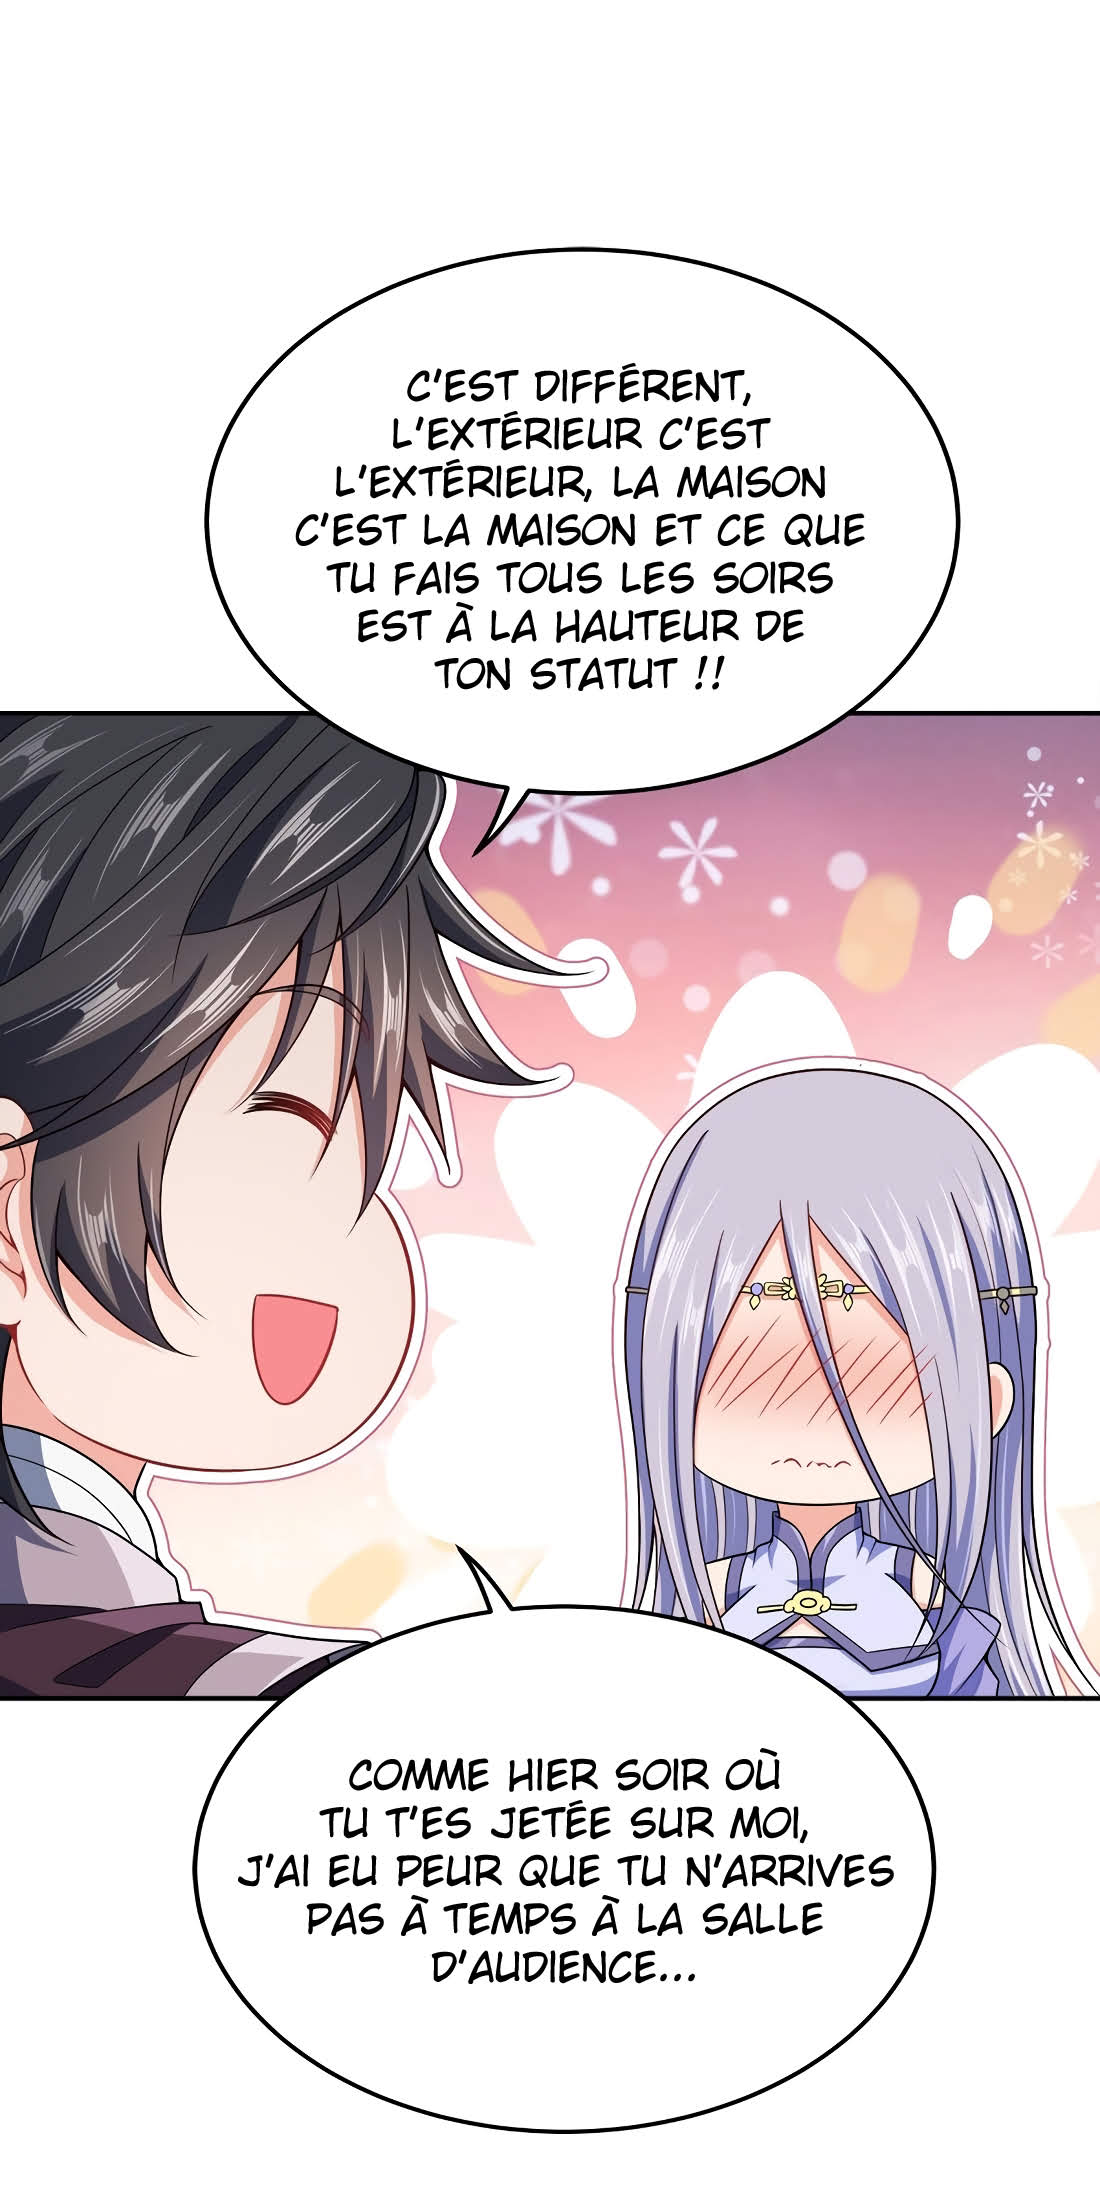 C'EST DIFFÉRENT,
L'EXTÉRIEUR C'EST
L'EXTÉRIEUR, LA MAISON
C'EST LA MAISON ET CE QUE
TU FAIS TOUS LES SOIRS
EST À LA HAUTEUR DE
TON STATUT !!
COMME HIER SOIR OÙ
TU T'ES JETÉE SUR MOI,
J'AI EU PEUR QUE TU N'ARRIVES
PAS À TEMPS À LA SALLE
D'AUDIENCE...